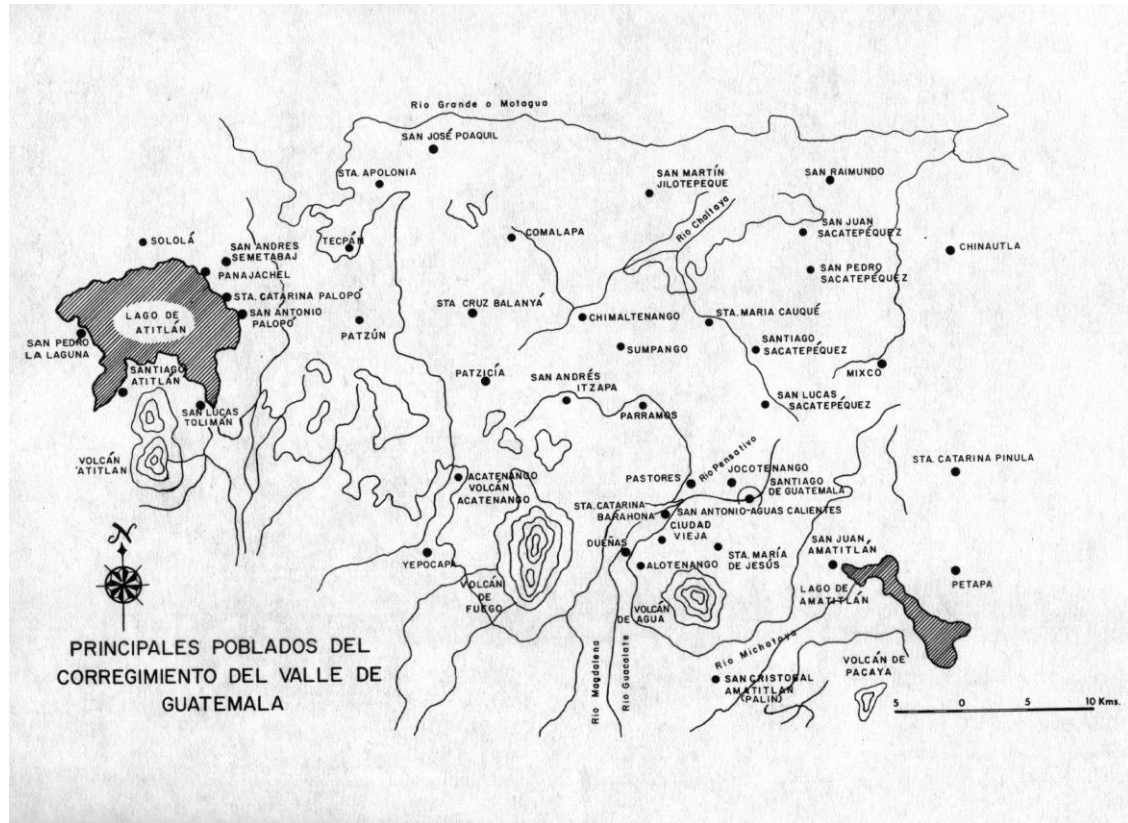 Rio Grande o Motagua
SAN JOSÉ POAQUIL
STA. APOLONIA
SAN MARTÍN
JILOTEPEQUE
SAN RAIMUNDO
Rio Chaltaya
SAN JUAN
SACATEPÉQUEZ
SOLOLÁ
SAN ANDRES
SEMETABAJ
TECPÁN
COMALAPA
CHINAUTLA
PANAJACHEL
SAN PEDRO
SACATEPÉQUEZ
STA. CATARINA PALOPO
SAN ANTONIO
PALOPO
LAGO DE
ATITLÁN
STA. CRUZ BALANYÁ
CHIMALTENANGO
STA. MARIA CAUQUÉ
PATZÚN
SAN PEDRO
LA LAGUNA
SUMPANGO
SANTIAGO
SACATEPÉQUEZ
MIXCO
SANTIAGO
ATITLÁN
PATZICÍA
SAN ANDRÉS
ITZAPA
SAN LUCAS
SACATEPÉQUEZ
SAN LUCAS
TOLIMAN
PARRAMOS
VOLCÁN
ATITLAN
Rio Pensativo
STA. CATARINA PINULA
ACATENANGO
VOLCÁN
ACATENANGO
PASTORES
JOCOTENANGO
SANTIAGO
DE GUATEMALA
STA. CATARINA
BARAHONA
SAN ANTONIO AGUAS CALIENTES
CIUDAD
VIEJA
DUEÑAS
STA. MARÍA
DE JESÚS
SAN JUAN
AMATITLÁN
N
YEPOCAPA
ALOTENANGO
PETAPA
VOLCÁN
DE
FUEGO
VOLCÁN
DE AGUA
LAGO DE
AMATITLÁN
Rio Magdalena
Rio Guacalate
Rio Michatoya
PRINCIPALES POBLADOS DEL
CORREGIMIENTO DEL VALLE DE
GUATEMALA
VOLCÁN DE
PACAYA
SAN CRISTOBAL
AMATITLÁN
(PALIN)
5 0 5 10 Kms.